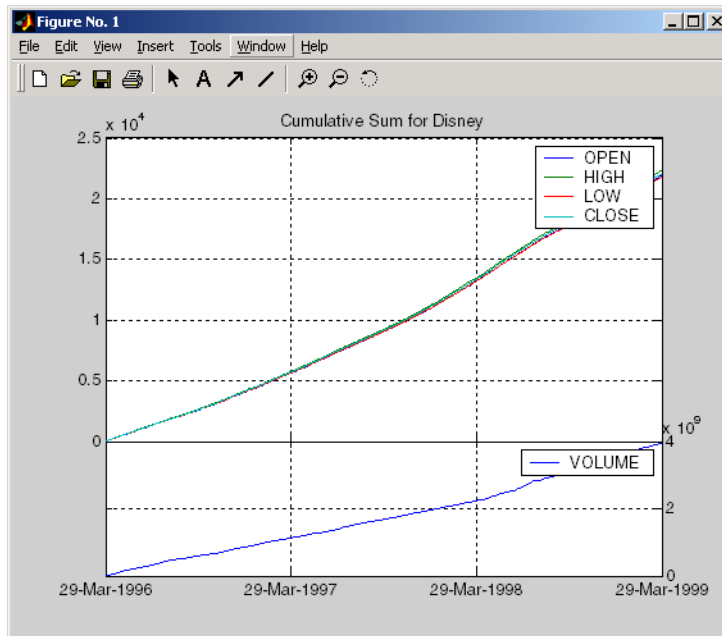 Figure No. 1
File Edit View Insert Tools Window Help
A
Cumulative Sum for Disney
x 10^4
2.5
2
1.5
1
0.5
0
OPEN
HIGH
LOW
CLOSE
x 10^9
4
2
0
VOLUME
29-Mar-1996 29-Mar-1997 29-Mar-1998 29-Mar-1999